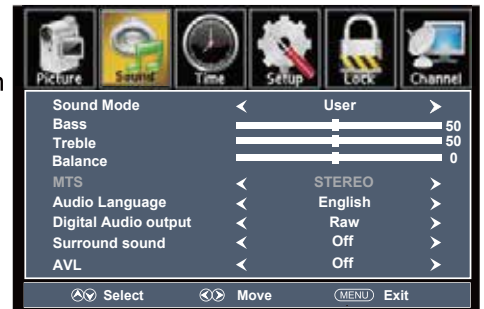 Picture Sound Time Setup Lock Channel
n
Sound Mode User
Bass 50
Treble 50
Balance 0
MTS STEREO
Audio Language English
Digital Audio output Raw
Surround sound Off
AVL Off
Select Move MENU Exit